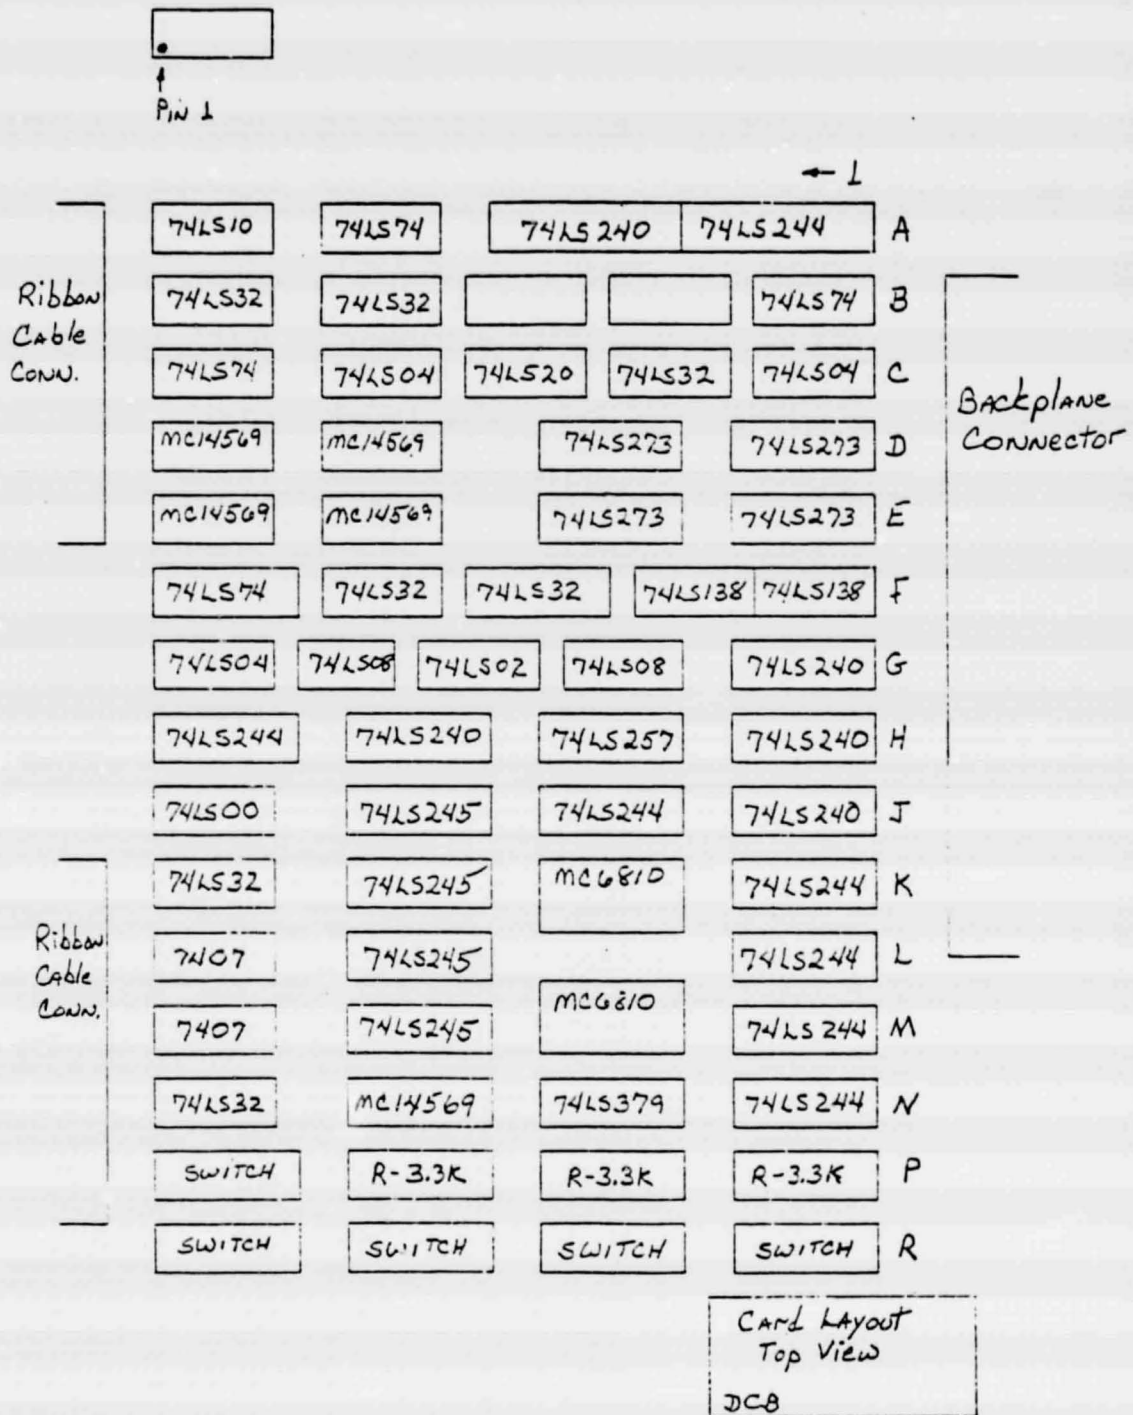 PIN 1
← 1
74LS10 74LS74 74LS240 74LS244 A
Ribbon Cable Conn.
74LS32 74LS32 74LS74 B
74LS74 74LS04 74LS20 74LS32 74LS04 C
Backplane Connector
MC14569 MC14569 74LS273 74LS273 D
MC14569 MC14569 74LS273 74LS273 E
74LS74 74LS32 74LS32 74LS138 74LS138 F
74LS04 74LS08 74LS02 74LS08 74LS240 G
74LS244 74LS240 74LS257 74LS240 H
74LS00 74LS245 74LS244 74LS240 J
74LS32 74LS245 MC6810 74LS244 K
Ribbon Cable Conn.
7407 74LS245 74LS244 L
MC6810
7407 74LS245 74LS244 M
74LS32 MC14569 74LS379 74LS244 N
SWITCH R-3.3K R-3.3K R-3.3K P
SWITCH SWITCH SWITCH SWITCH R
Card Layout
Top View
DCB